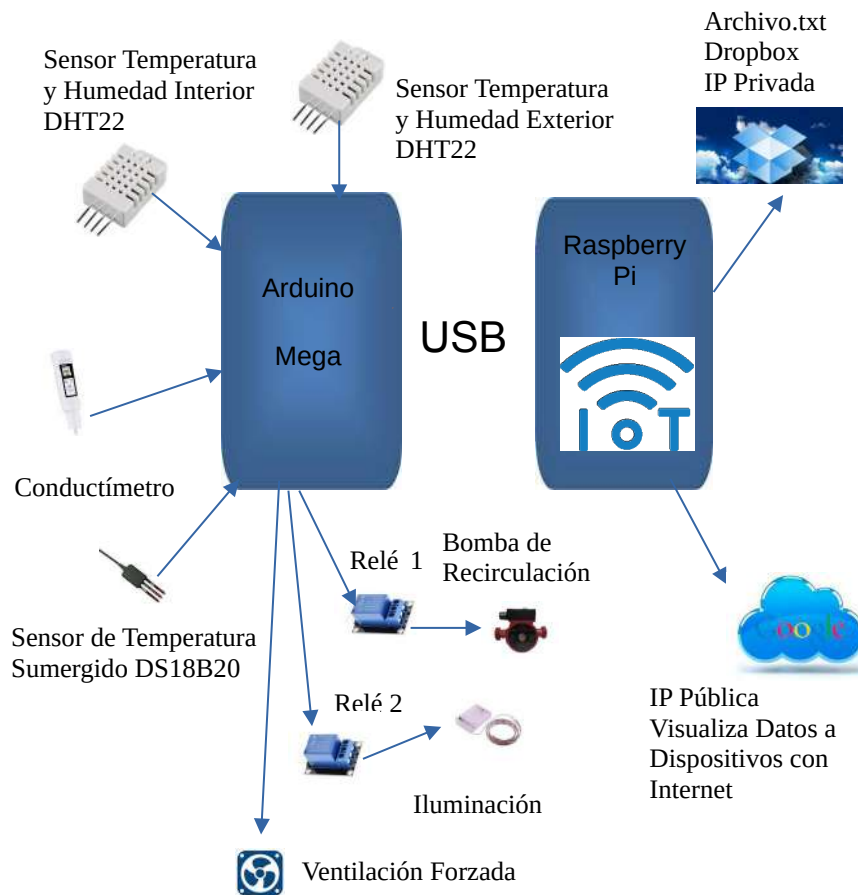 Archivo.txt
Dropbox
IP Privada
Sensor Temperatura
y Humedad Interior
DHT22
Sensor Temperatura
y Humedad Exterior
DHT22
Arduino
Mega
USB
Raspberry
Pi
IoT
Conductímetro
Sensor de Temperatura
Sumergido DS18B20
Relé 1
Bomba de
Recirculación
Relé 2
Iluminación
Ventilación Forzada
Google
IP Pública
Visualiza Datos a
Dispositivos con
Internet